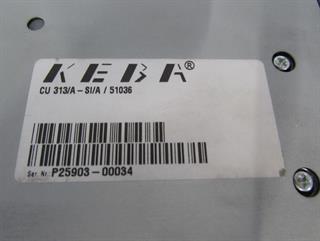 KEBA®
CU 313/A - SI/A / 51036
Ser. Nr. P25903-00034